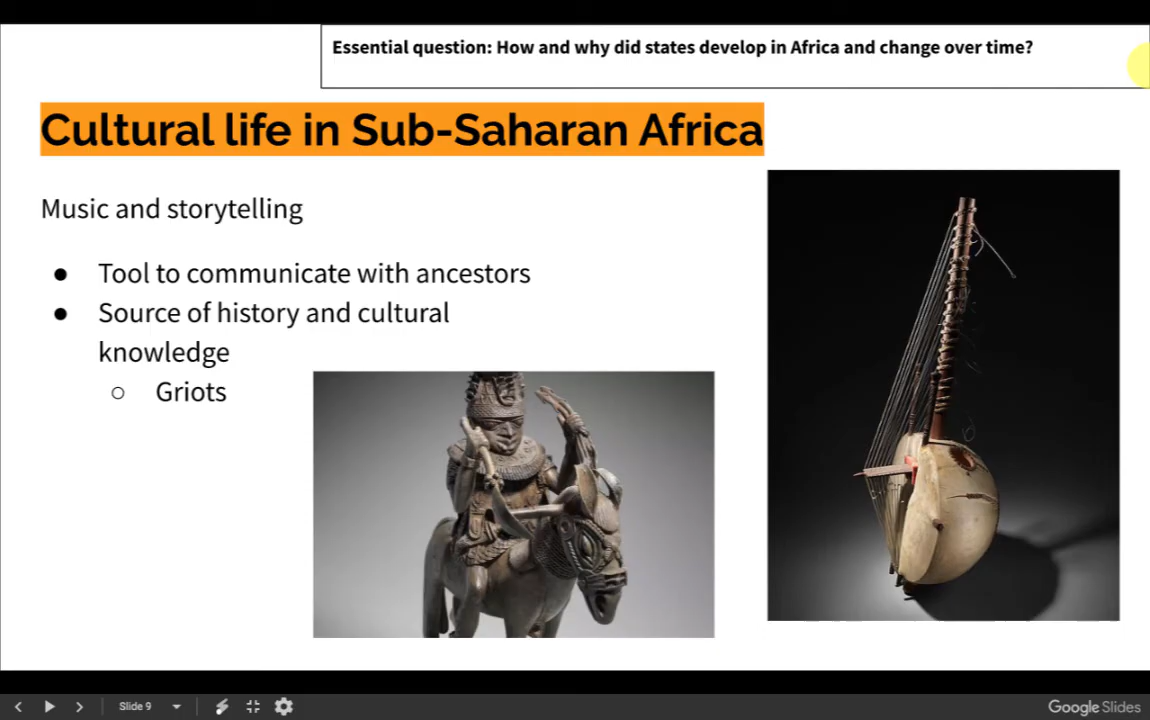 Essential question: How and why did states develop in Africa and change over time?
Cultural life in Sub-Saharan Africa
Music and storytelling
● Tool to communicate with ancestors
● Source of history and cultural
knowledge
○ Griots
Slide 9
Google Slides